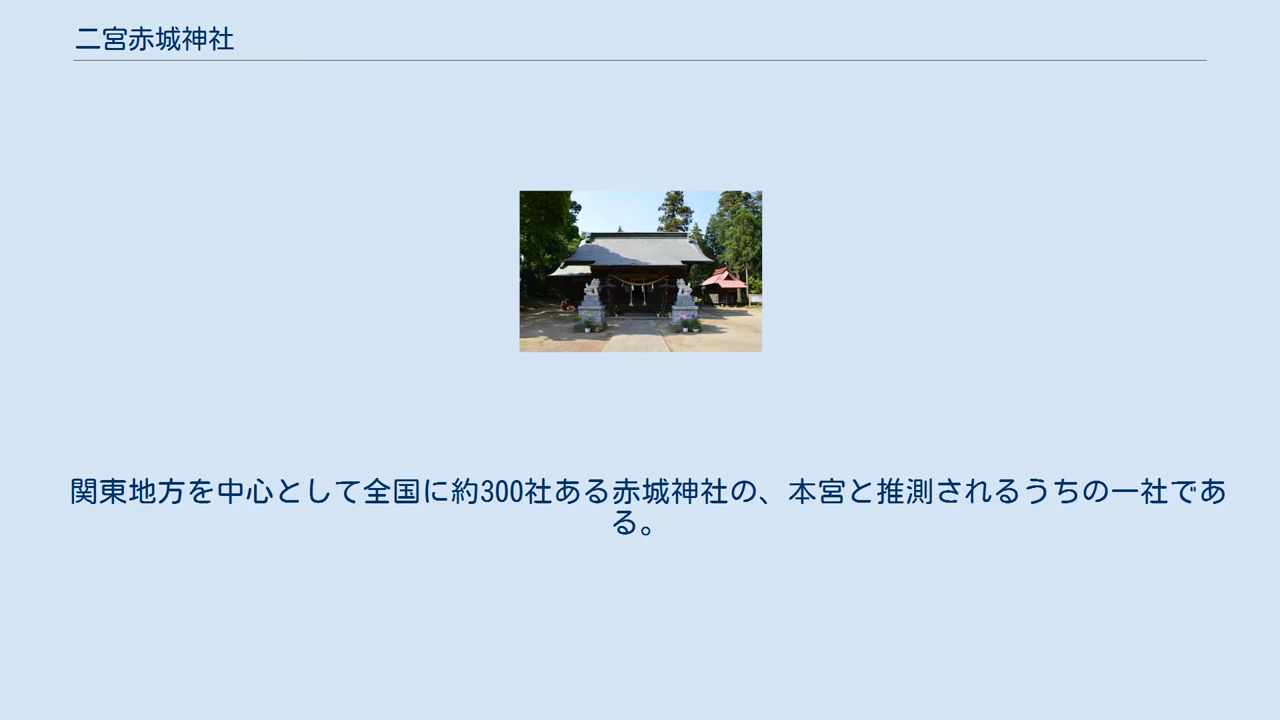 二宮赤城神社
関東地方を中心として全国に約300社ある赤城神社の、本宮と推測されるうちの一社であ
る。